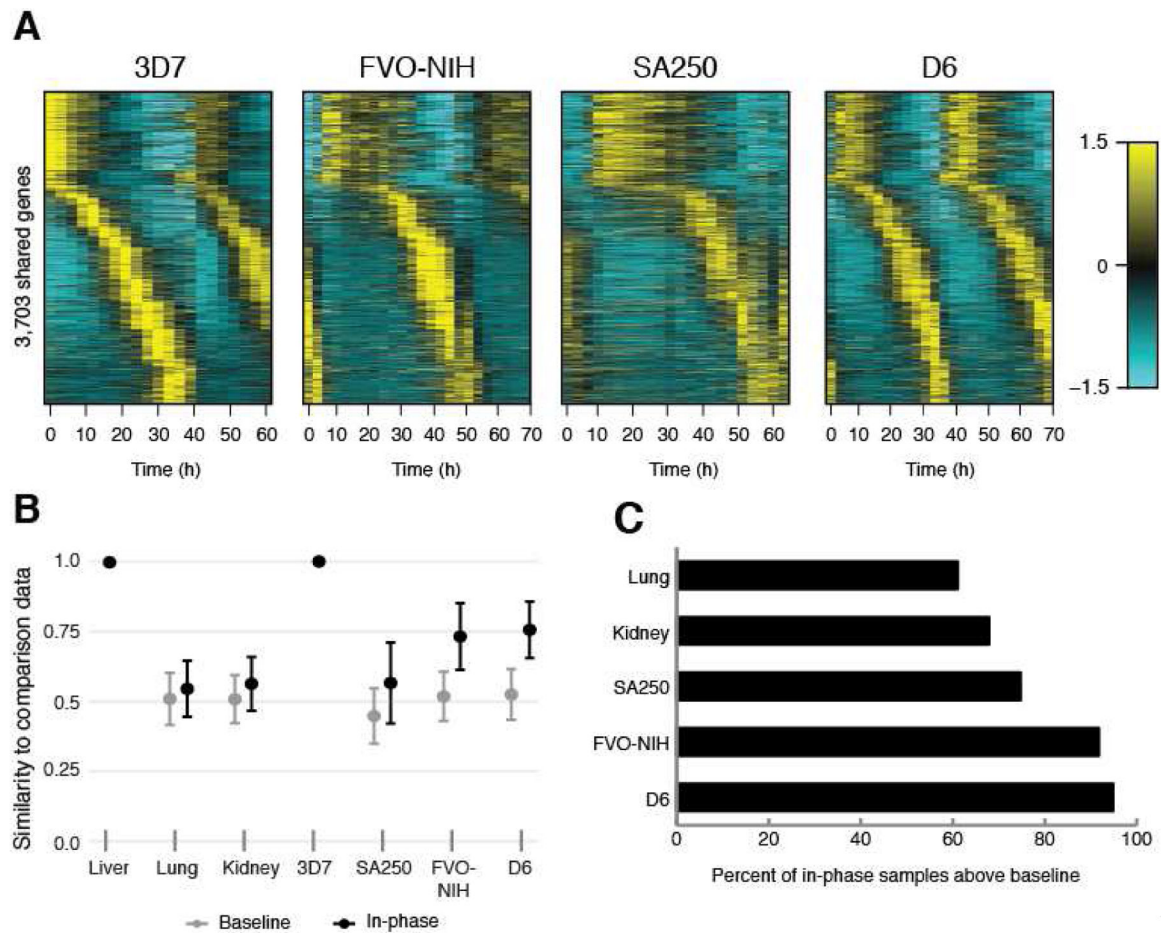 A
3D7 FVO-NIH SA250 D6
3,703 shared genes
1.5
0
−1.5
0 10 20 30 40 50 60
0 10 20 30 40 50 60 70
0 10 20 30 40 50 60
0 10 20 30 40 50 60 70
Time (h) Time (h) Time (h) Time (h)
B
Similarity to comparison data
1.0
0.75
0.5
0.25
0.0
Liver Lung Kidney 3D7 SA250 FVO- D6
NIH
Baseline In-phase
C
Lung
Kidney
SA250
FVO-NIH
D6
0 20 40 60 80 100
Percent of in-phase samples above baseline